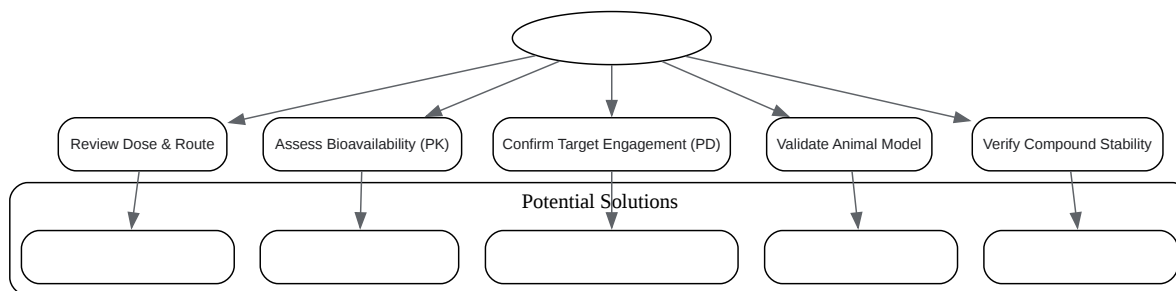 Review Dose & Route
Assess Bioavailability (PK)
Confirm Target Engagement (PD)
Validate Animal Model
Verify Compound Stability
Potential Solutions